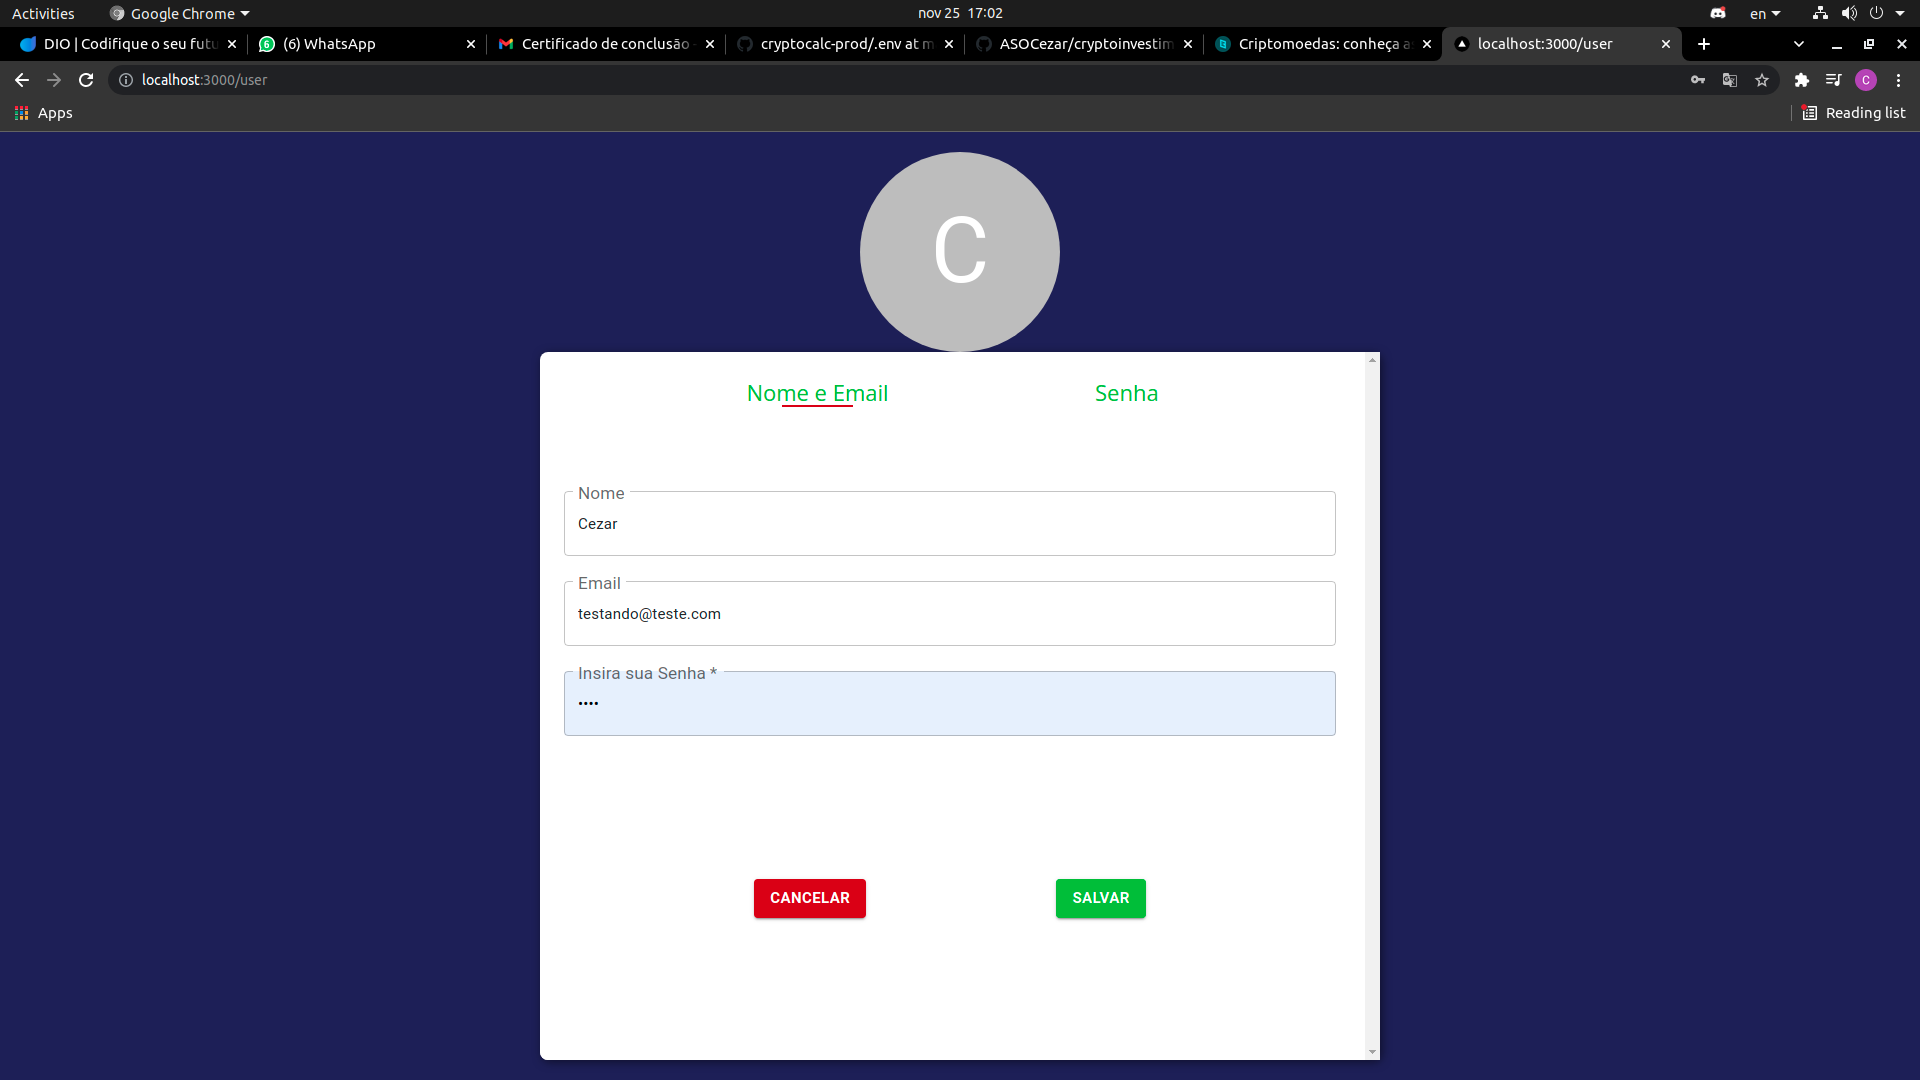 Activities
Google Chrome
nov 25 17:02
en
DIO | Codifique o seu futu
6
(6) WhatsApp
Certificado de conclusão
cryptocalc-prod/.env at m
ASOCezar/cryptoinvestim
Criptomoedas: conheça a
localhost:3000/user
localhost:3000/user
C
Apps
Reading list
C
Nome e Email
Senha
Nome
Cezar
Email
testando@teste.com
Insira sua Senha *
••••
CANCELAR
SALVAR